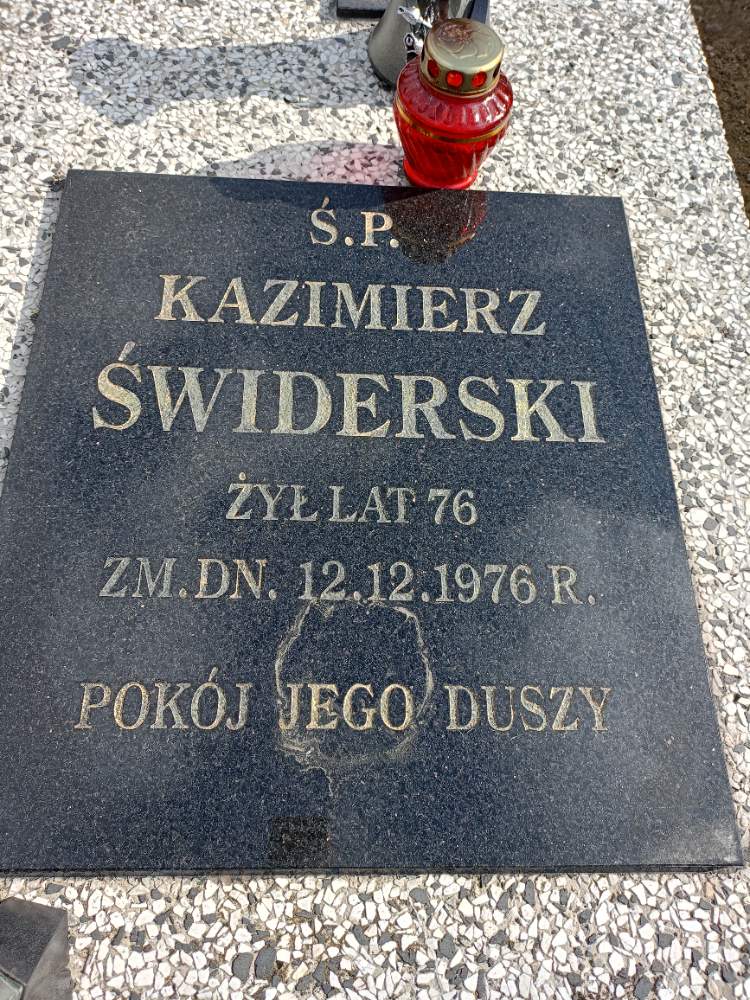 Ś.P.
KAZIMIERZ
ŚWIDERSKI
ŻYŁ LAT 76
ZM.DN. 12.12.1976 R.
POKÓJ JEGO DUSZY